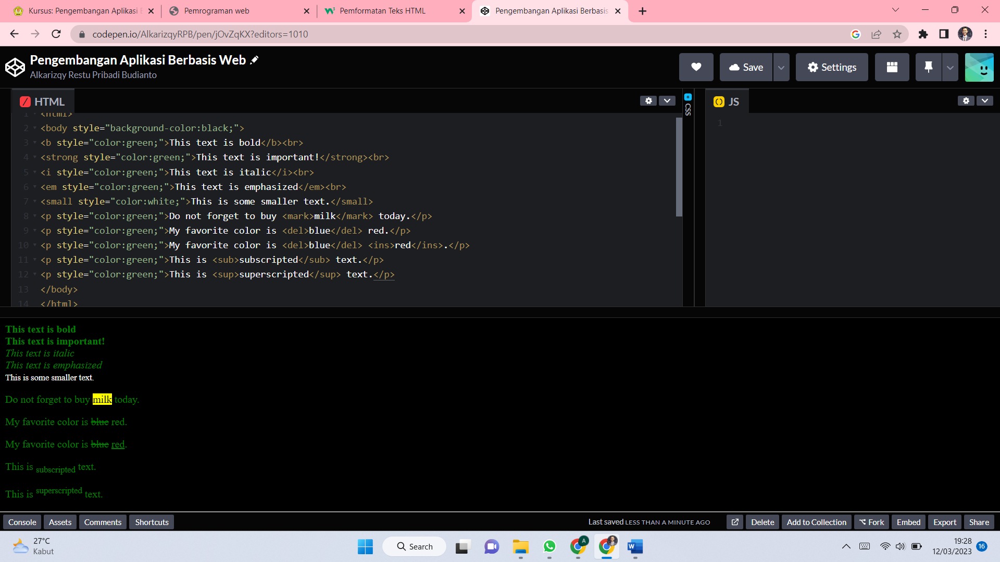 Kursus: Pengembangan Aplikasi B
Pemrograman web
Pemformatan Teks HTML
Pengembangan Aplikasi Berbasis
codepen.io/AlkarizqyRPB/pen/jOvZqKX?editors=1010
Pengembangan Aplikasi Berbasis Web
Alkarizqy Restu Pribadi Budianto
Save
Settings
HTML
CSS
JS
1 <html>
2 <body style="background-color:black;">
3 <b style="color:green;">This text is bold</b><br>
4 <strong style="color:green;">This text is important!</strong><br>
5 <i style="color:green;">This text is italic</i><br>
6 <em style="color:green;">This text is emphasized</em><br>
7 <small style="color:white;">This is some smaller text.</small>
8 <p style="color:green;">Do not forget to buy <mark>milk</mark> today.</p>
9 <p style="color:green;">My favorite color is <del>blue</del> red.</p>
10 <p style="color:green;">My favorite color is <del>blue</del> <ins>red</ins>.</p>
11 <p style="color:green;">This is <sub>subscripted</sub> text.</p>
12 <p style="color:green;">This is <sup>superscripted</sup> text.</p>
13 </body>
14 </html>
1
This text is bold
This text is important!
This text is italic
This text is emphasized
This is some smaller text.
Do not forget to buy milk today.
My favorite color is blue red.
My favorite color is blue red.
This is subscripted text.
This is superscripted text.
Console
Assets
Comments
Shortcuts
Last saved LESS THAN A MINUTE AGO
Delete
Add to Collection
Fork
Embed
Export
Share
27°C
Kabut
Search
A
W
19:28
12/03/2023
16